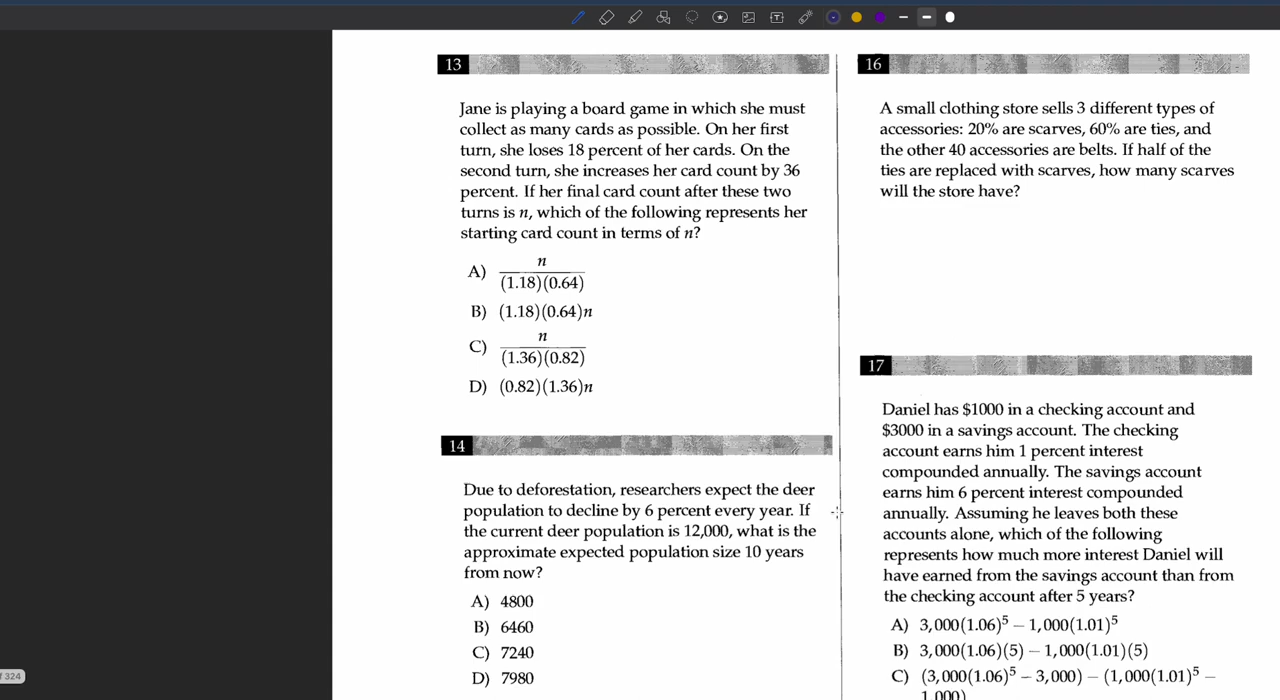 13
Jane is playing a board game in which she must
collect as many cards as possible. On her first
turn, she loses 18 percent of her cards. On the
second turn, she increases her card count by 36
percent. If her final card count after these two
turns is n, which of the following represents her
starting card count in terms of n?
A) n
(1.18)(0.64)
B) (1.18)(0.64)n
C) n
(1.36)(0.82)
D) (0.82)(1.36)n
14
Due to deforestation, researchers expect the deer
population to decline by 6 percent every year. If
the current deer population is 12,000, what is the
approximate expected population size 10 years
from now?
A) 4800
B) 6460
C) 7240
D) 7980
16
A small clothing store sells 3 different types of
accessories: 20% are scarves, 60% are ties, and
the other 40 accessories are belts. If half of the
ties are replaced with scarves, how many scarves
will the store have?
17
Daniel has $1000 in a checking account and
$3000 in a savings account. The checking
account earns him 1 percent interest
compounded annually. The savings account
earns him 6 percent interest compounded
annually. Assuming he leaves both these
accounts alone, which of the following
represents how much more interest Daniel will
have earned from the savings account than from
the checking account after 5 years?
A) 3,000(1.06)⁵ – 1,000(1.01)⁵
B) 3,000(1.06)(5) – 1,000(1.01)(5)
C) (3,000(1.06)⁵ – 3,000) – (1,000(1.01)⁵ –
1,000)
324